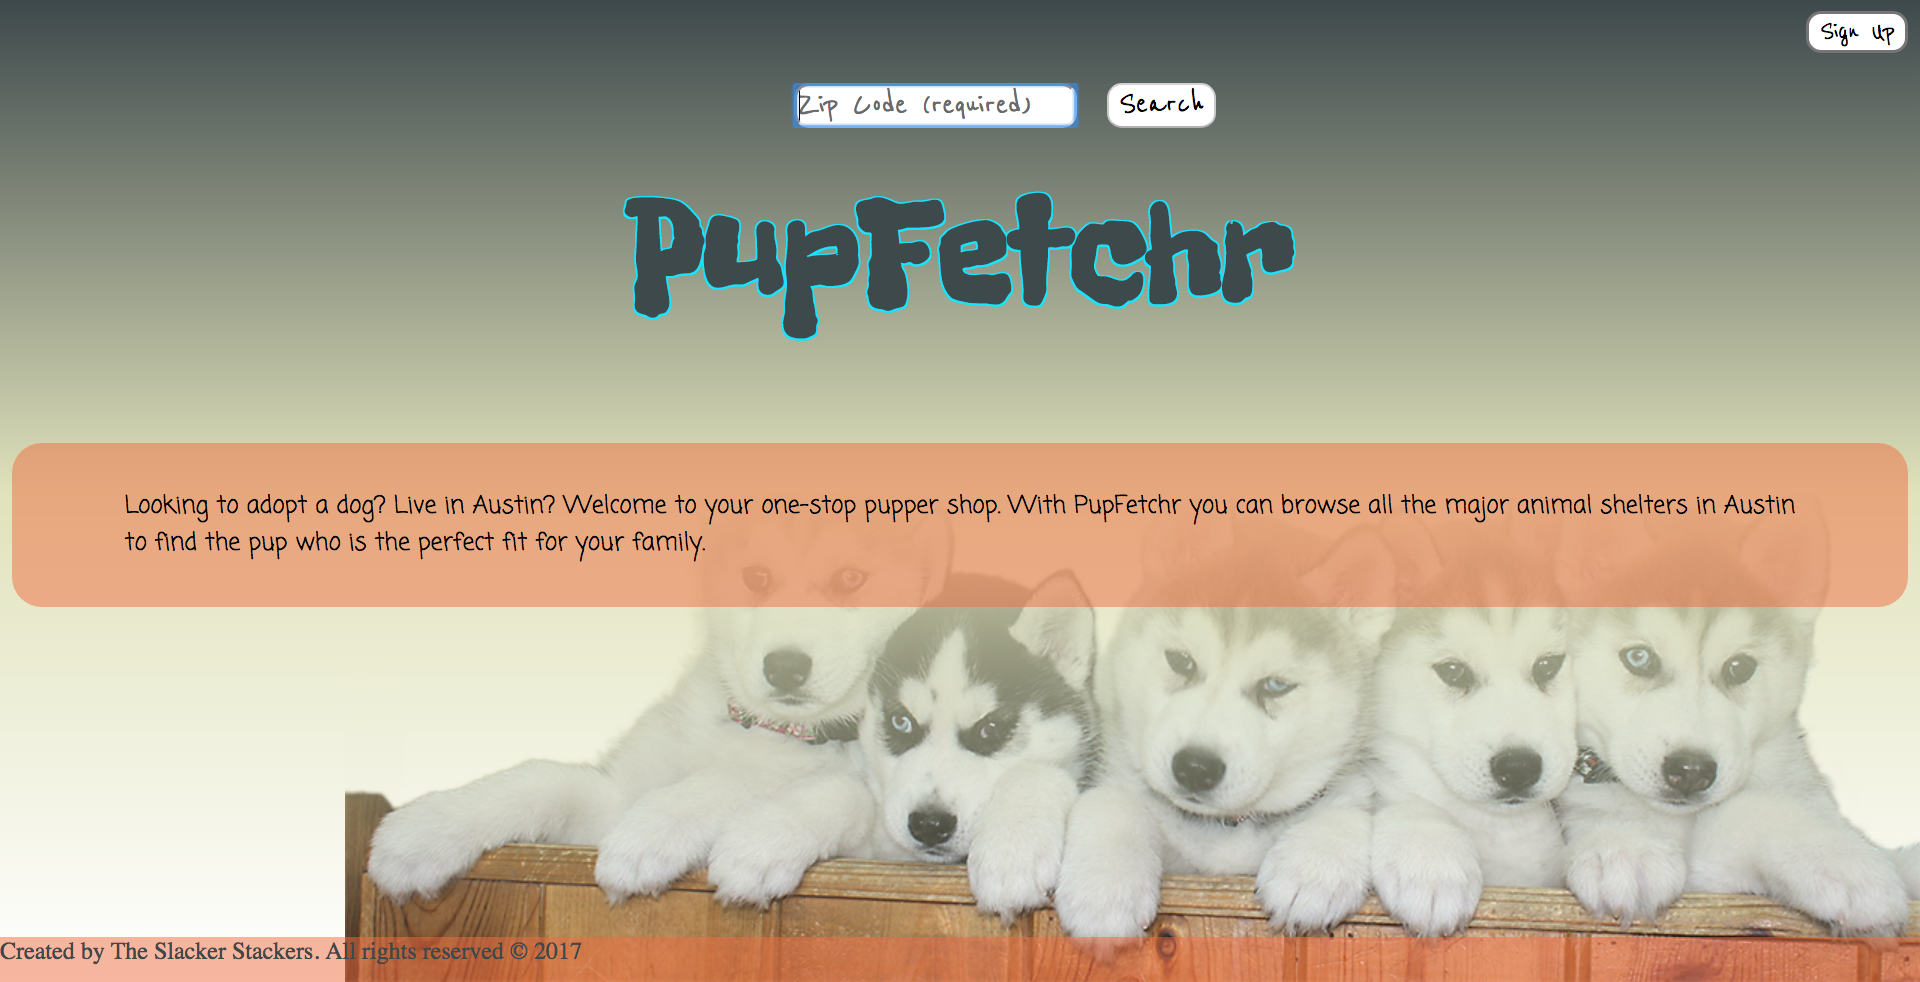 Sign Up
Zip Code (required)
Search
PupFetchr
Looking to adopt a dog? Live in Austin? Welcome to your one-stop pupper shop. With PupFetchr you can browse all the major animal shelters in Austin
to find the pup who is the perfect fit for your family.
Created by The Slacker Stackers. All rights reserved © 2017